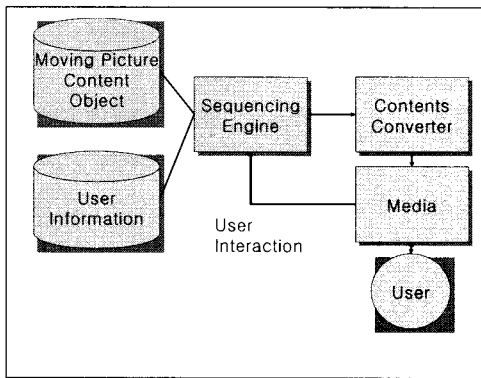 Moving Picture
Content
Object
Sequencing
Engine
Contents
Converter
User
Information
Media
User
Interaction
User